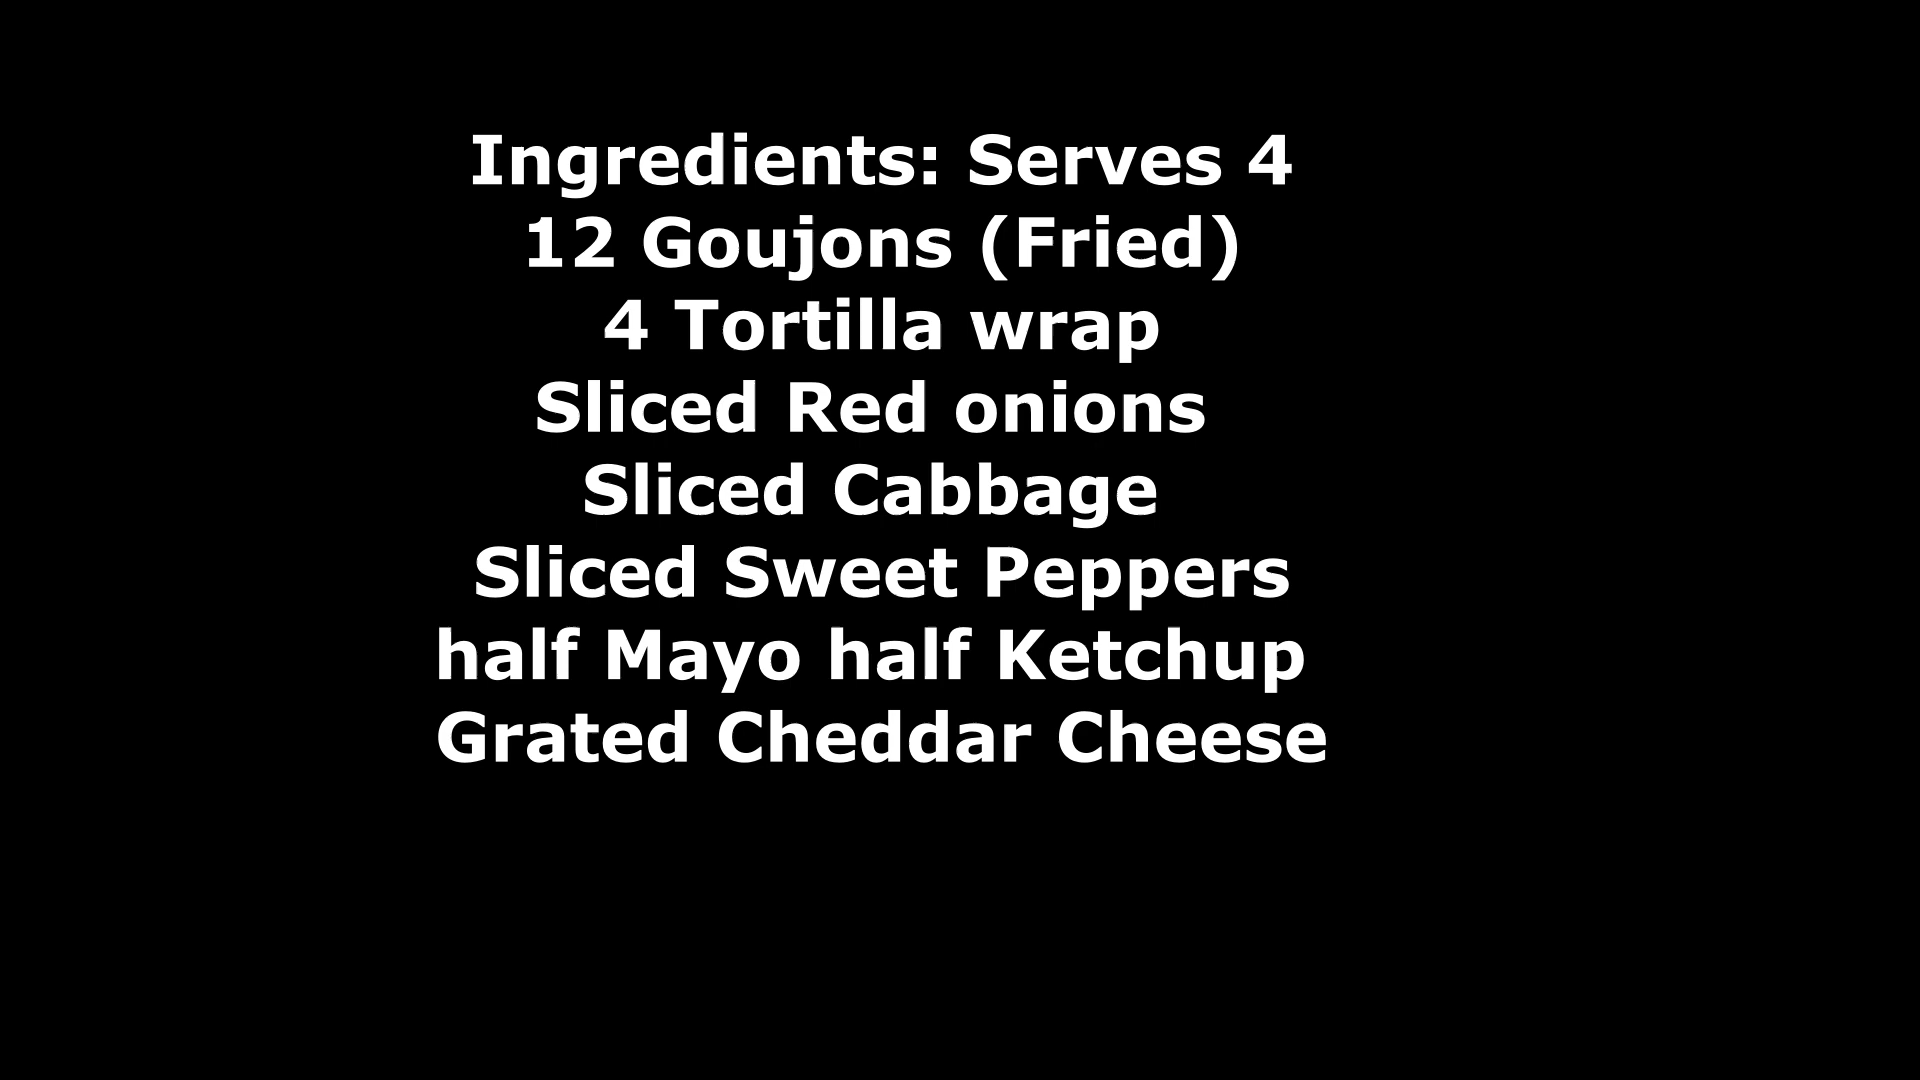 Ingredients: Serves 4
12 Goujons (Fried)
4 Tortilla wrap
Sliced Red onions
Sliced Cabbage
Sliced Sweet Peppers
half Mayo half Ketchup
Grated Cheddar Cheese